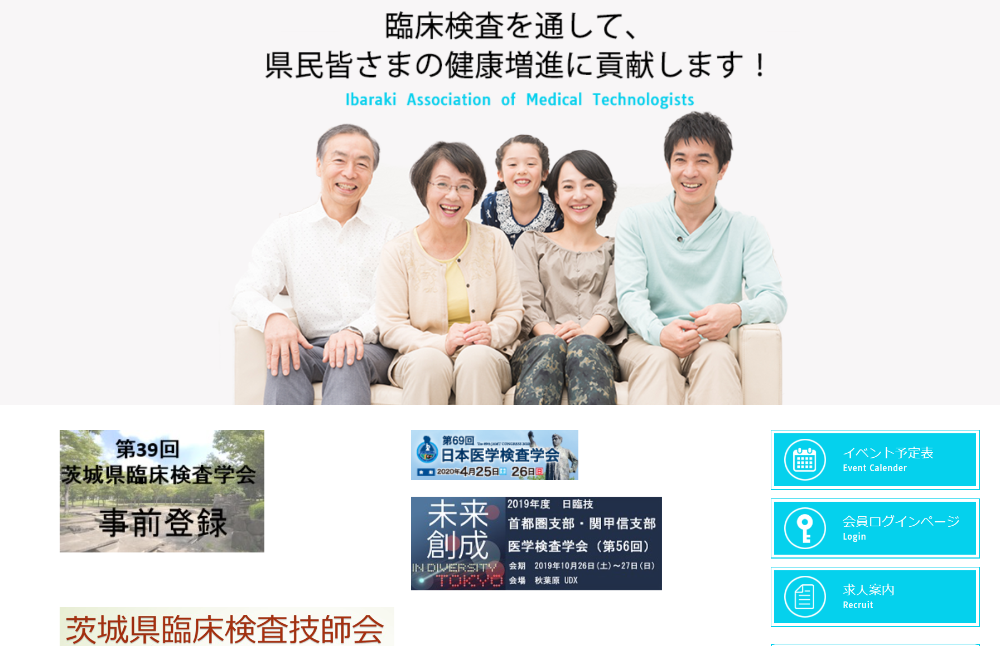 臨床検査を通して、
県民皆さまの健康増進に貢献します！
Ibaraki Association of Medical Technologists
第39回
茨城県臨床検査学会
事前登録
第69回 The 69th JAMT CONGRESS 2020
日本医学検査学会
会期 2020年4月25日土 26日日
未来
創成
IN DIVERSITY
TOKYO
2019年度 日臨技
首都圏支部・関甲信支部
医学検査学会（第56回）
会期 2019年10月26日(土)～27日(日)
会場 秋葉原 UDX
イベント予定表
Event Calender
会員ログインページ
Login
求人案内
Recruit
茨城県臨床検査技師会